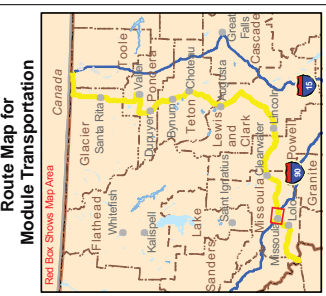 Route Map for
Module Transportation
Red Box Shows Map Area
Canada
Glacier
Toole
Santa Rita
Valier
Pondera
Flathead
Whitefish
Dupuyer
Bynum
Choteau
Great
Falls
Kalispell
Teton
Cascade
Lake
Lewis
and
Clark
Augusta
Saint Ignatius
Sanders
Missoula
Clearwater
Lincoln
Powell
15
Missoula
Lolo
90
Granite